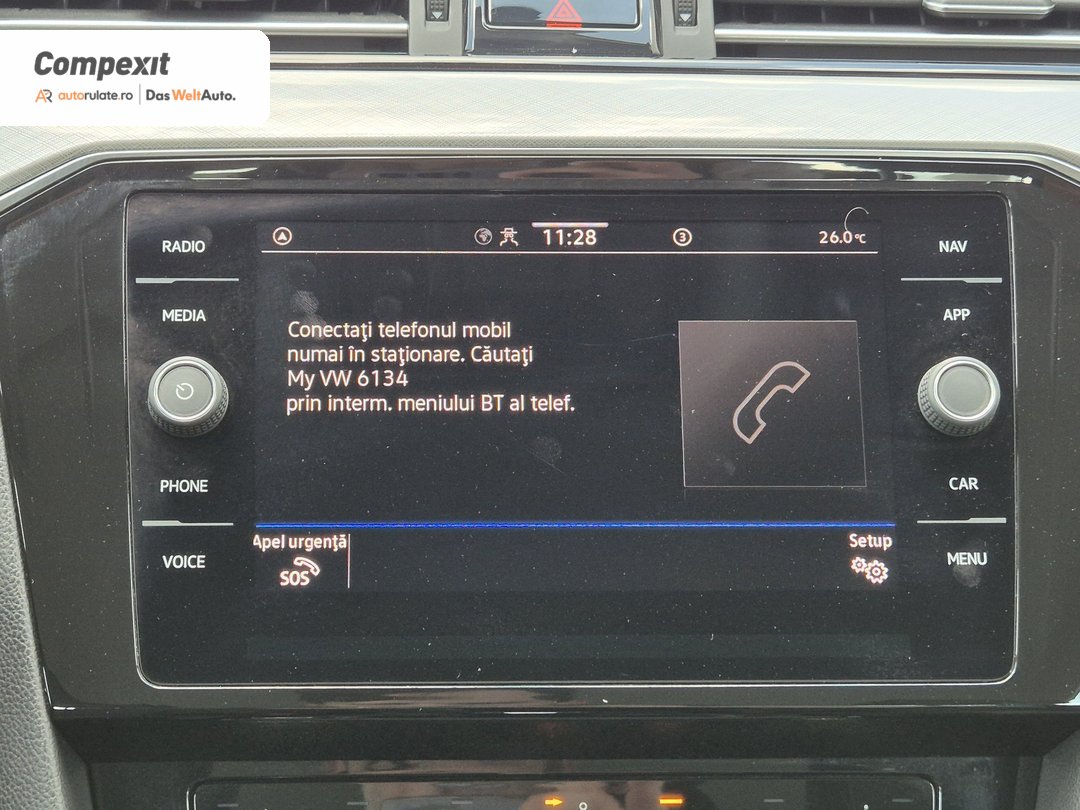 Compexit
autorulate.ro | Das WeltAuto.
RADIO
NAV
11:28
3
26.0°C
MEDIA
APP
Conectaţi telefonul mobil
numai în staţionare. Căutaţi
My VW 6134
prin interm. meniului BT al telef.
PHONE
CAR
Apel urgenţă
Setup
SOS
VOICE
MENU